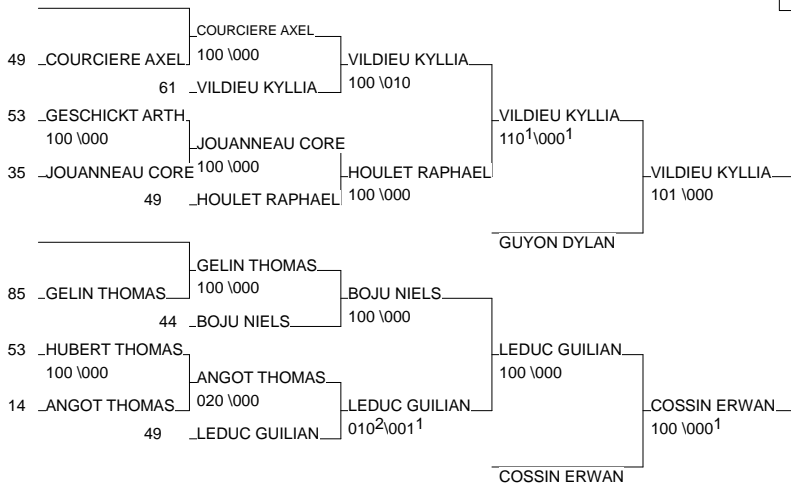 COURCIERE AXEL
49 COURCIERE AXEL 100 \000 VILDIEU KYLLIA
61 VILDIEU KYLLIA 100 \010
53 GESCHICKT ARTH VILDIEU KYLLIA
100 \000 JOUANNEAU CORE 110¹\000¹
35 JOUANNEAU CORE 100 \000 HOULET RAPHAEL VILDIEU KYLLIA
49 HOULET RAPHAEL 100 \000 101 \000
GUYON DYLAN
GELIN THOMAS
85 GELIN THOMAS 100 \000 BOJU NIELS
44 BOJU NIELS 100 \000
53 HUBERT THOMAS LEDUC GUILIAN
100 \000 ANGOT THOMAS 100 \000
14 ANGOT THOMAS 020 \000 LEDUC GUILIAN COSSIN ERWAN
49 LEDUC GUILIAN 010²\001¹ 100 \000¹
COSSIN ERWAN